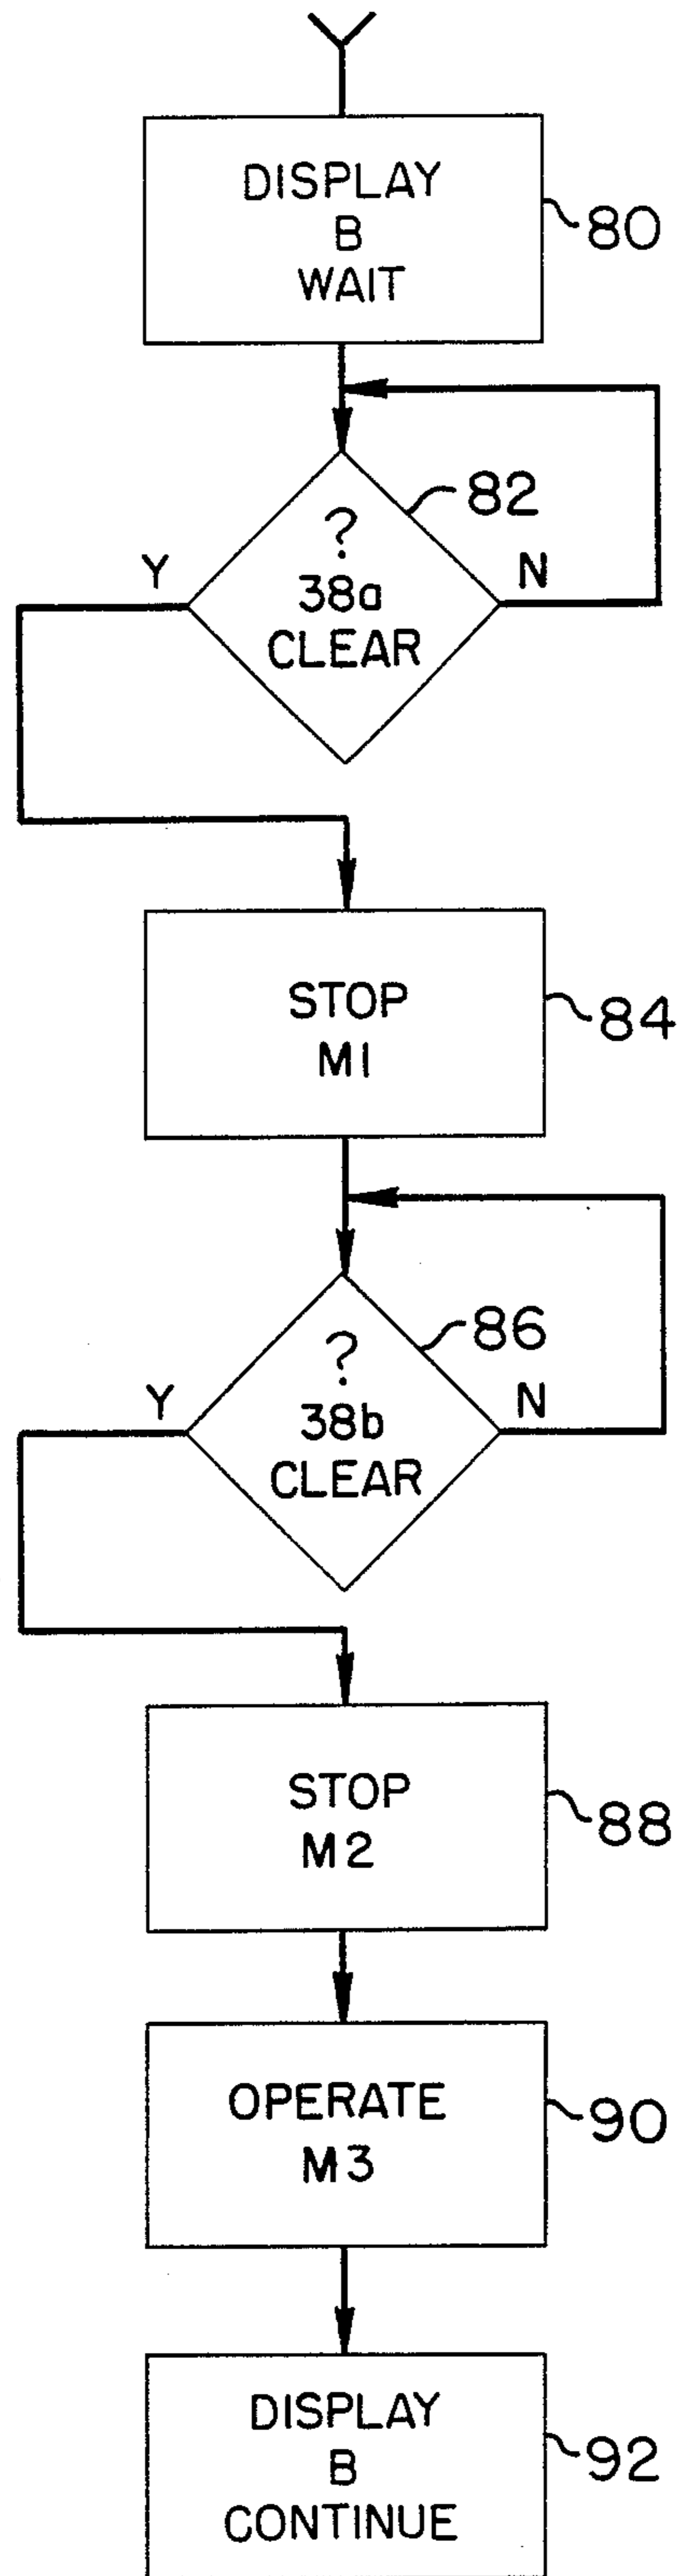 DISPLAY
B
WAIT
80
82
?
38a
CLEAR
Y
N
STOP
M1
84
86
?
38b
CLEAR
Y
N
STOP
M2
88
OPERATE
M3
90
DISPLAY
B
CONTINUE
92